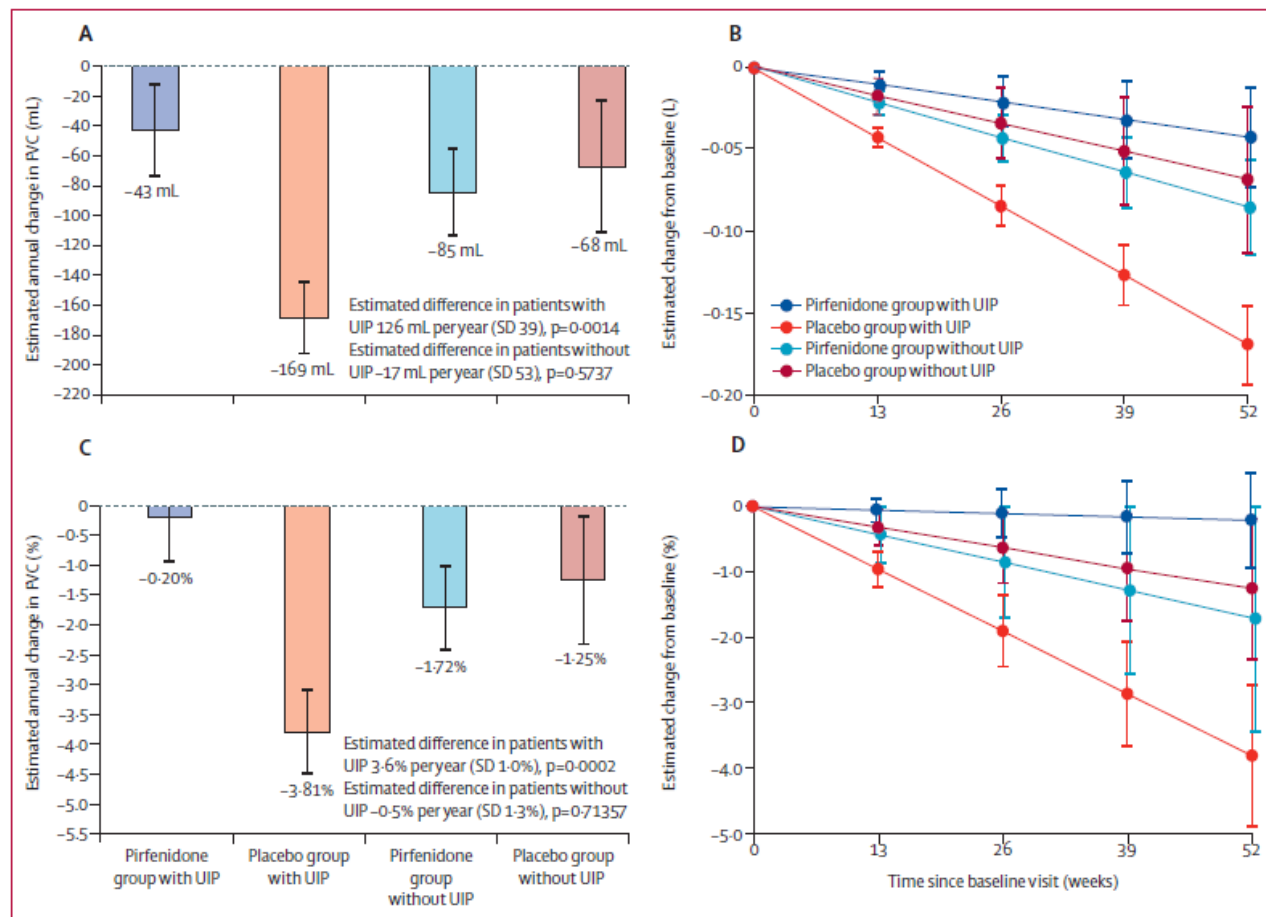 A
Estimated annual change in FVC (mL)
0
−20
−40
−60
−80
−100
−120
−140
−160
−180
−200
−220
−43 mL
−169 mL
−85 mL
−68 mL
Estimated difference in patients with
UIP 126 mL per year (SD 39), p=0·0014
Estimated difference in patients without
UIP −17 mL per year (SD 53), p=0·5737
B
Estimated change from baseline (L)
0
−0·05
−0·10
−0·15
−0·20
Pirfenidone group with UIP
Placebo group with UIP
Pirfenidone group without UIP
Placebo group without UIP
0
13
26
39
52
C
Estimated annual change in FVC (%)
0
−0·5
−1·0
−1·5
−2·0
−2·5
−3·0
−3·5
−4·0
−4·5
−5·0
−5·5
−0·20%
−3·81%
−1·72%
−1·25%
Estimated difference in patients with
UIP 3·6% per year (SD 1·0%), p=0·0002
Estimated difference in patients without
UIP −0·5% per year (SD 1·3%), p=0·71357
Pirfenidone
group with UIP
Placebo group
with UIP
Pirfenidone
group
without UIP
Placebo group
without UIP
D
Estimated change from baseline (%)
0
−1·0
−2·0
−3·0
−4·0
−5·0
0
13
26
39
52
Time since baseline visit (weeks)